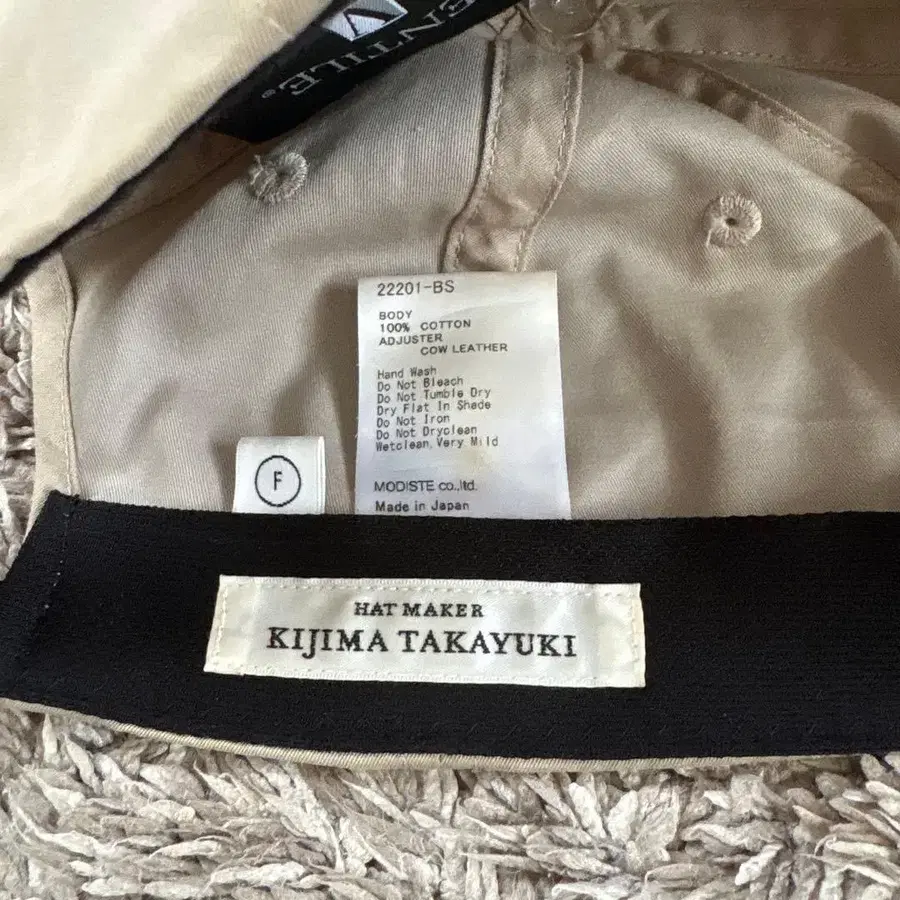 ENTILE®
22201-BS
BODY
100% COTTON
ADJUSTER
COW LEATHER
Hand Wash
Do Not Bleach
Do Not Tumble Dry
Dry Flat In Shade
Do Not Iron
Do Not Dryclean
Wetclean,Very Mild
MODISTE co.,ltd.
Made in Japan
F
HAT MAKER
KIJIMA TAKAYUKI